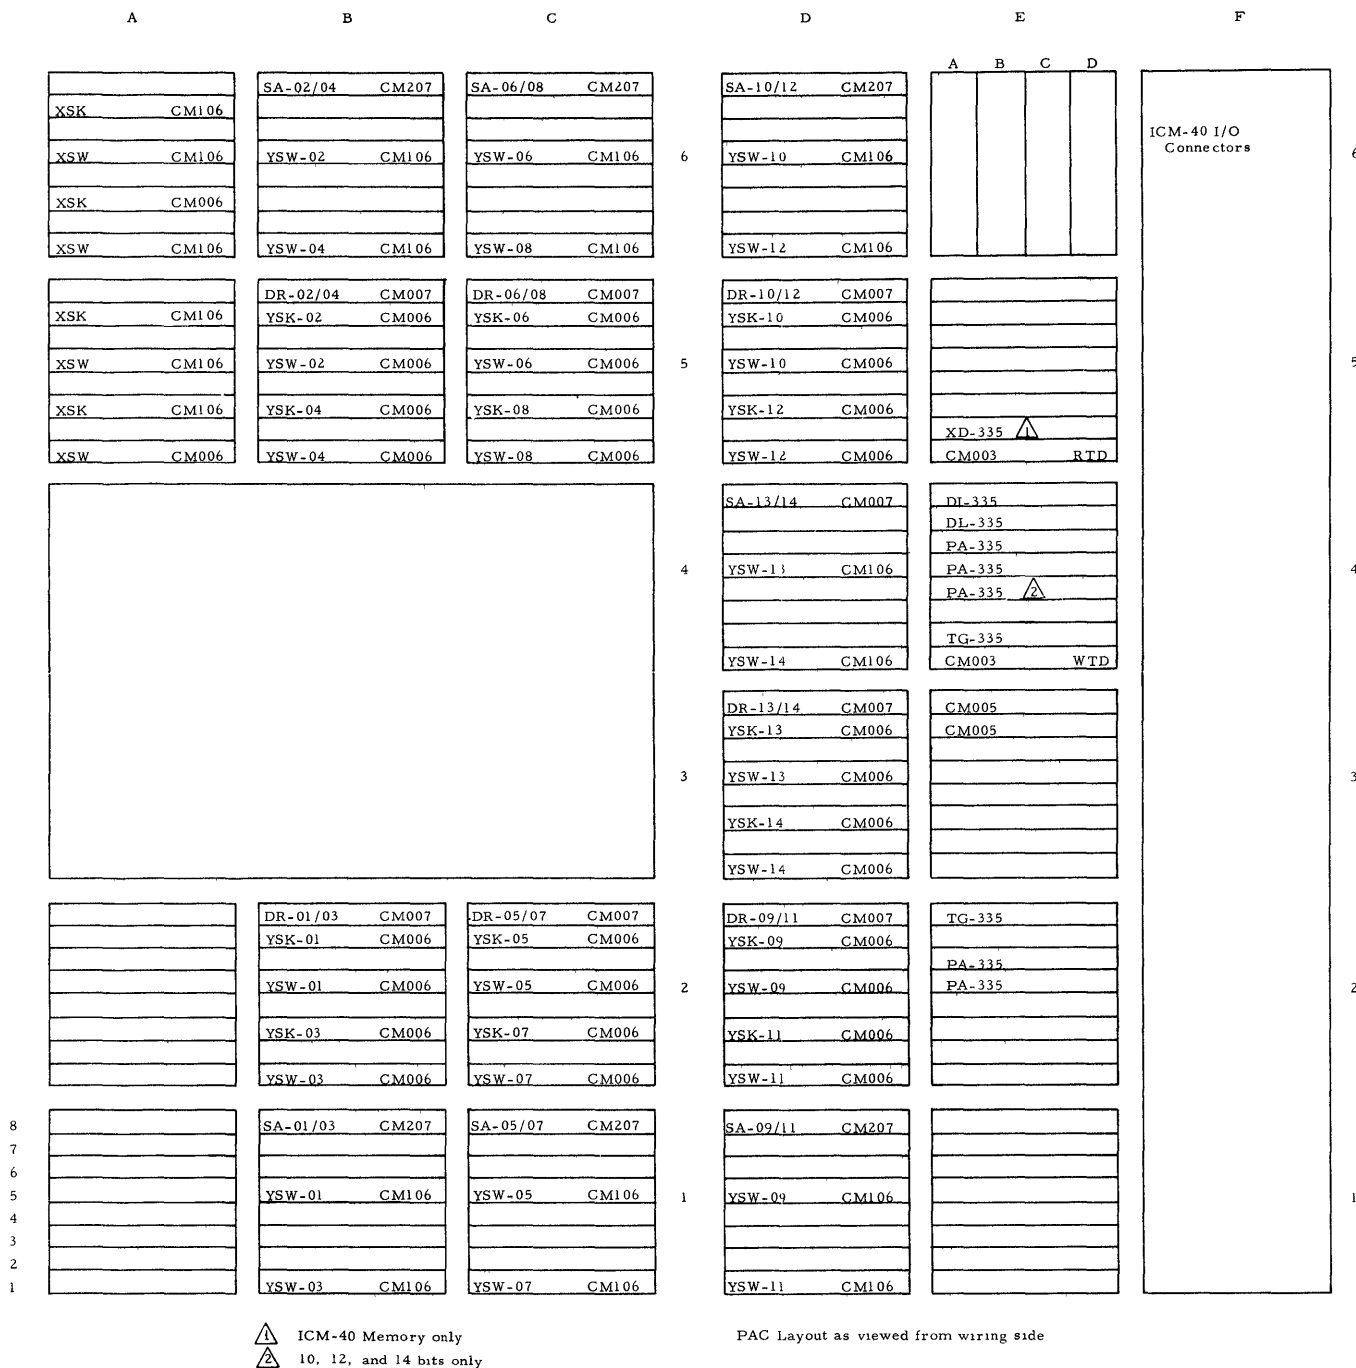 A B C D E F
A B C D
SA-02/04 CM207 SA-06/08 CM207 SA-10/12 CM207
XSK CM106
ICM-40 I/O
Connectors
XSW CM106 YSW-02 CM106 YSW-06 CM106 6 YSW-10 CM106 6
XSK CM006
XSW CM106 YSW-04 CM106 YSW-08 CM106 YSW-12 CM106
DR-02/04 CM007 DR-06/08 CM007 DR-10/12 CM007
XSK CM106 YSK-02 CM006 YSK-06 CM006 YSK-10 CM006
XSW CM106 YSW-02 CM006 YSW-06 CM006 5 YSW-10 CM006 5
XSK CM106 YSK-04 CM006 YSK-08 CM006 YSK-12 CM006
XD-335 1
XSW CM006 YSW-04 CM006 YSW-08 CM006 YSW-12 CM006 CM003 RTD
SA-13/14 CM007 DI-335
DL-335
PA-335
4 YSW-13 CM106 PA-335 4
PA-335 2
TG-335
YSW-14 CM106 CM003 WTD
DR-13/14 CM007 CM005
YSK-13 CM006 CM005
3 YSW-13 CM006 3
YSK-14 CM006
YSW-14 CM006
DR-01/03 CM007 DR-05/07 CM007 DR-09/11 CM007 TG-335
YSK-01 CM006 YSK-05 CM006 YSK-09 CM006
PA-335
YSW-01 CM006 YSW-05 CM006 2 YSW-09 CM006 PA-335 2
YSK-03 CM006 YSK-07 CM006 YSK-11 CM006
YSW-03 CM006 YSW-07 CM006 YSW-11 CM006
8 SA-01/03 CM207 SA-05/07 CM207 SA-09/11 CM207
7
6
5 YSW-01 CM106 YSW-05 CM106 1 YSW-09 CM106 1
4
3
2
1 YSW-03 CM106 YSW-07 CM106 YSW-11 CM106
1 ICM-40 Memory only PAC Layout as viewed from wiring side
2 10, 12, and 14 bits only